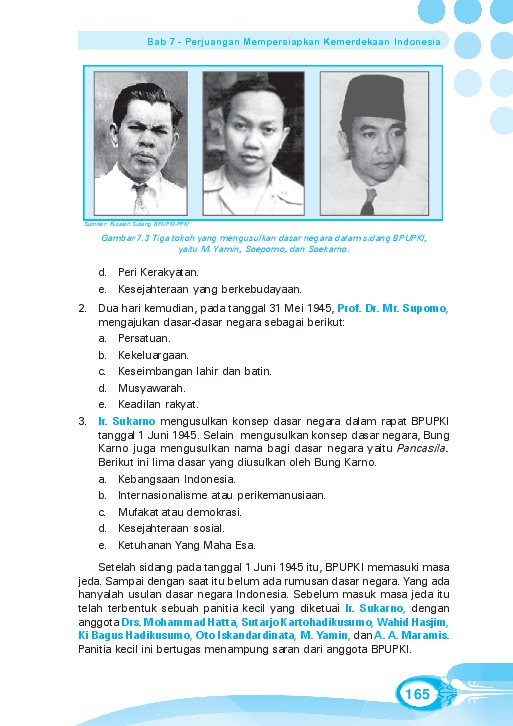 Bab 7 - Perjuangan Mempersiapkan Kemerdekaan Indonesia
Sumber: Risalah Sidang BPUPKI-PPKI
Gambar 7.3 Tiga tokoh yang mengusulkan dasar negara dalam sidang BPUPKI,
yaitu M. Yamin, Soepomo, dan Soekarno.
d. Peri Kerakyatan.
e. Kesejahteraan yang berkebudayaan.
2. Dua hari kemudian, pada tanggal 31 Mei 1945, Prof. Dr. Mr. Supomo,
mengajukan dasar-dasar negara sebagai berikut:
a. Persatuan.
b. Kekeluargaan.
c. Keseimbangan lahir dan batin.
d. Musyawarah.
e. Keadilan rakyat.
3. Ir. Sukarno mengusulkan konsep dasar negara dalam rapat BPUPKI
tanggal 1 Juni 1945. Selain mengusulkan konsep dasar negara, Bung
Karno juga mengusulkan nama bagi dasar negara yaitu Pancasila.
Berikut ini lima dasar yang diusulkan oleh Bung Karno.
a. Kebangsaan Indonesia.
b. Internasionalisme atau perikemanusiaan.
c. Mufakat atau demokrasi.
d. Kesejahteraan sosial.
e. Ketuhanan Yang Maha Esa.
Setelah sidang pada tanggal 1 Juni 1945 itu, BPUPKI memasuki masa
jeda. Sampai dengan saat itu belum ada rumusan dasar negara. Yang ada
hanyalah usulan dasar negara Indonesia. Sebelum masuk masa jeda itu
telah terbentuk sebuah panitia kecil yang diketuai Ir. Sukarno, dengan
anggota Drs. Mohammad Hatta, Sutarjo Kartohadikusumo, Wahid Hasjim,
Ki Bagus Hadikusumo, Oto Iskandardinata, M. Yamin, dan A. A. Maramis.
Panitia kecil ini bertugas menampung saran dari anggota BPUPKI.
165